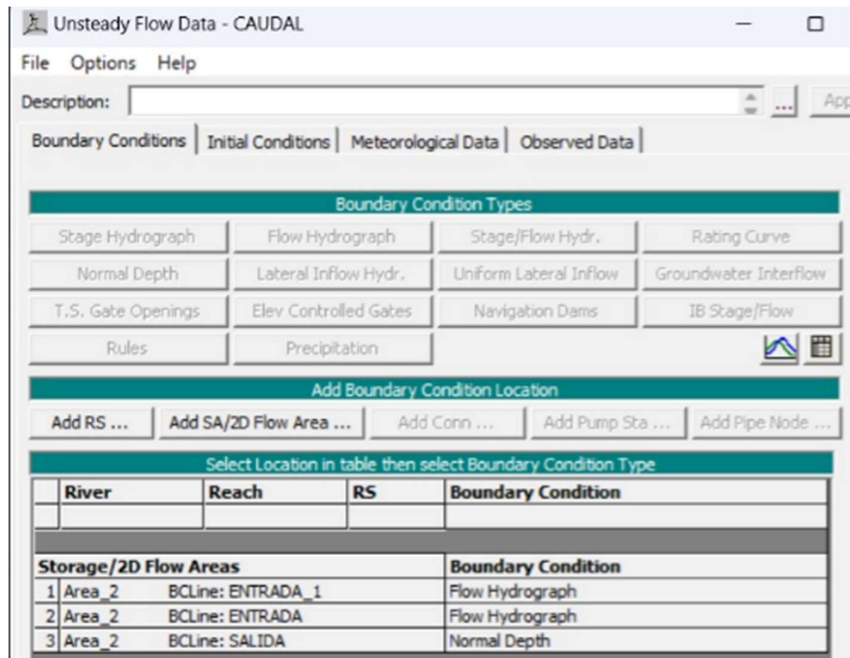 Unsteady Flow Data - CAUDAL
File Options Help
Description: ... App
Boundary Conditions Initial Conditions Meteorological Data Observed Data
Boundary Condition Types
Stage Hydrograph Flow Hydrograph Stage/Flow Hydr. Rating Curve
Normal Depth Lateral Inflow Hydr. Uniform Lateral Inflow Groundwater Interflow
T.S. Gate Openings Elev Controlled Gates Navigation Dams IB Stage/Flow
Rules Precipitation
Add Boundary Condition Location
Add RS ... Add SA/2D Flow Area ... Add Conn ... Add Pump Sta ... Add Pipe Node ...
Select Location in table then select Boundary Condition Type
River Reach RS Boundary Condition
Storage/2D Flow Areas Boundary Condition
1 Area_2 BCLine: ENTRADA_1 Flow Hydrograph
2 Area_2 BCLine: ENTRADA Flow Hydrograph
3 Area_2 BCLine: SALIDA Normal Depth